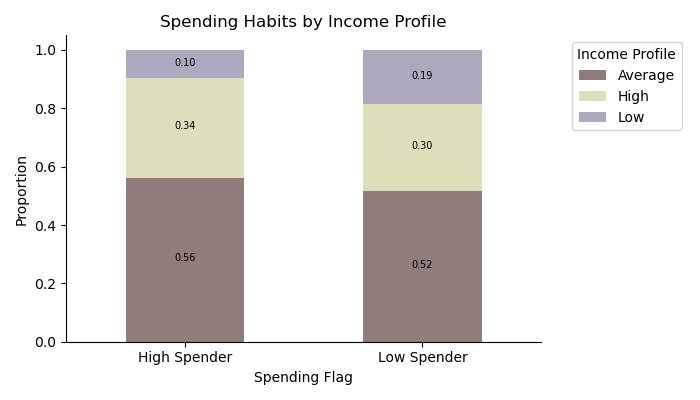 Spending Habits by Income Profile
Income Profile
Average
High
Low
Proportion
1.0
0.8
0.6
0.4
0.2
0.0
0.10
0.34
0.56
0.19
0.30
0.52
High Spender
Low Spender
Spending Flag